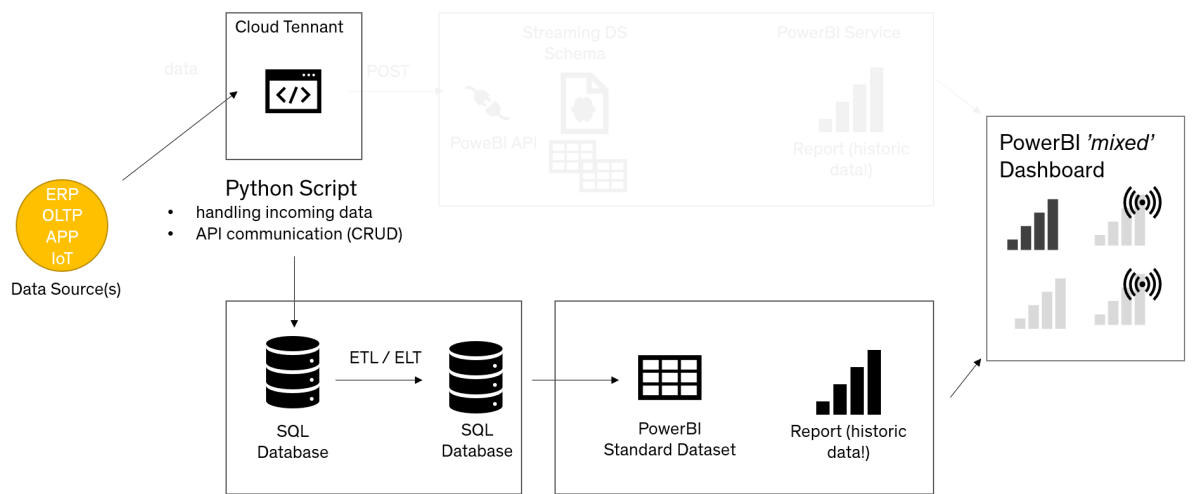 Cloud Tennant
data
POST
Streaming DS
Schema
PowerBI Service
PoweBI API
Report (historic
data!)
PowerBI 'mixed'
Dashboard
ERP
OLTP
APP
IoT
Data Source(s)
Python Script
• handling incoming data
• API communication (CRUD)
ETL / ELT
SQL
Database
SQL
Database
PowerBI
Standard Dataset
Report (historic
data!)